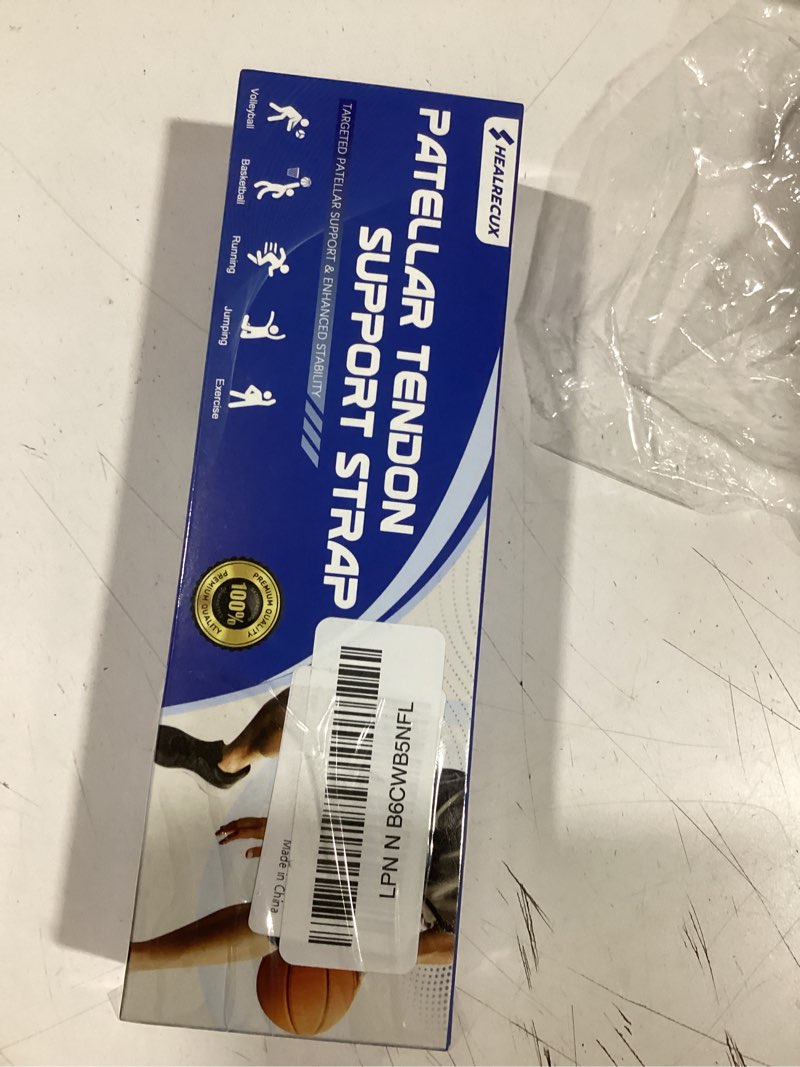 HEALRECUX
PATELLAR TENDON
SUPPORT STRAP
TARGETED PATELLAR SUPPORT & ENHANCED STABILITY
Volleyball
Basketball
Running
Jumping
Exercise
PREMIUM QUALITY
100%
PREMIUM QUALITY
LPN N B6CWB5NFL
Made in China